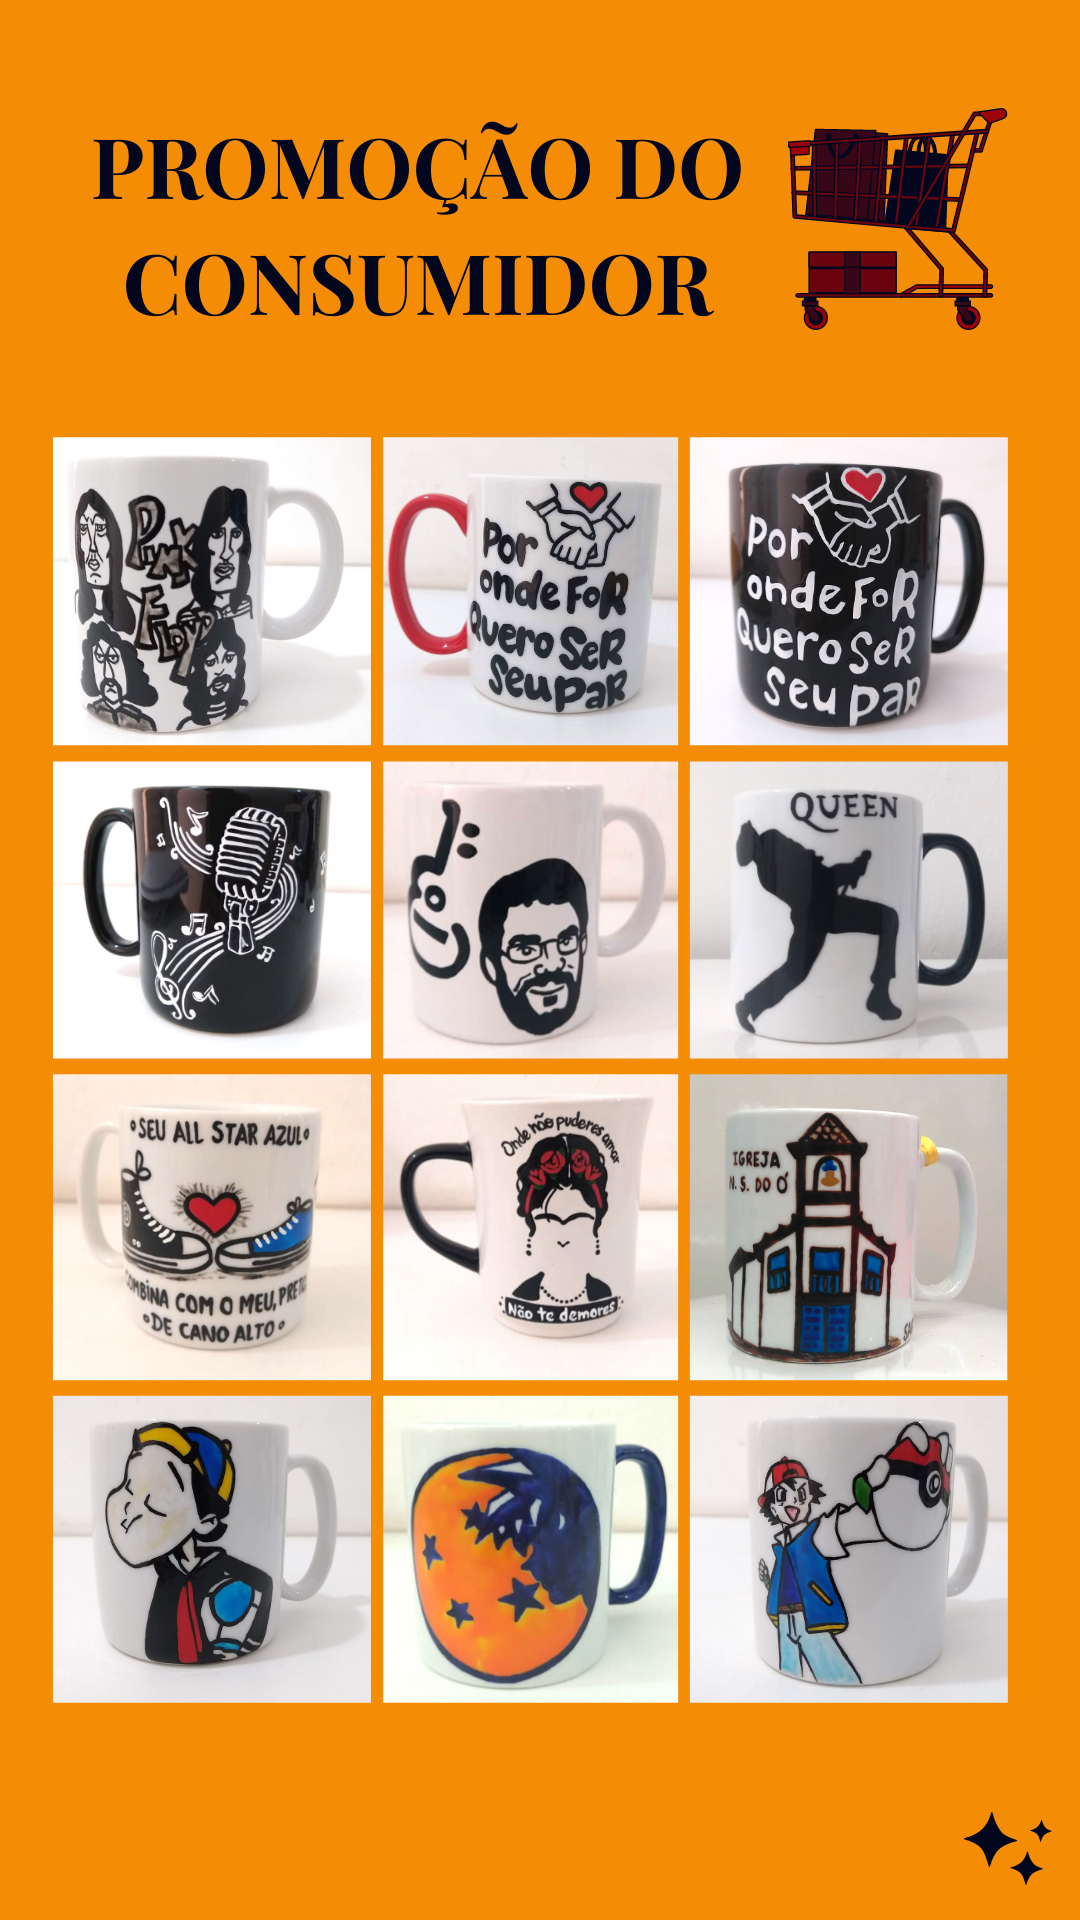 PROMOÇÃO DO
CONSUMIDOR
PiNK
FLOYD
Por
onde FoR
Quero SeR
Seu PaR
Por
onde FoR
Quero SeR
Seu PaR
QUEEN
SEU ALL STAR AZUL
COMBiNA COM O MEU, PRETO
DE CANO ALTO
Onde não puderes amar
Não te demores
IGREJA
N. S. DO Ó